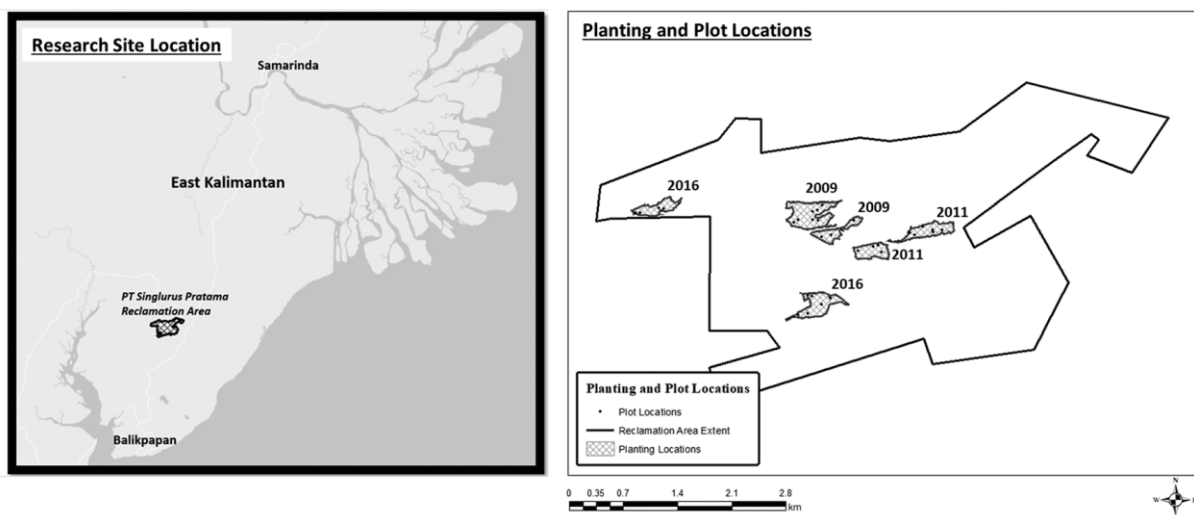 Research Site Location
Samarinda
East Kalimantan
PT Singlurus Pratama
Reclamation Area
Balikpapan
Planting and Plot Locations
2016
2009
2009
2011
2011
2016
Planting and Plot Locations
Plot Locations
Reclamation Area Extent
Planting Locations
0 0.35 0.7 1.4 2.1 2.8
km
N
W
E
S